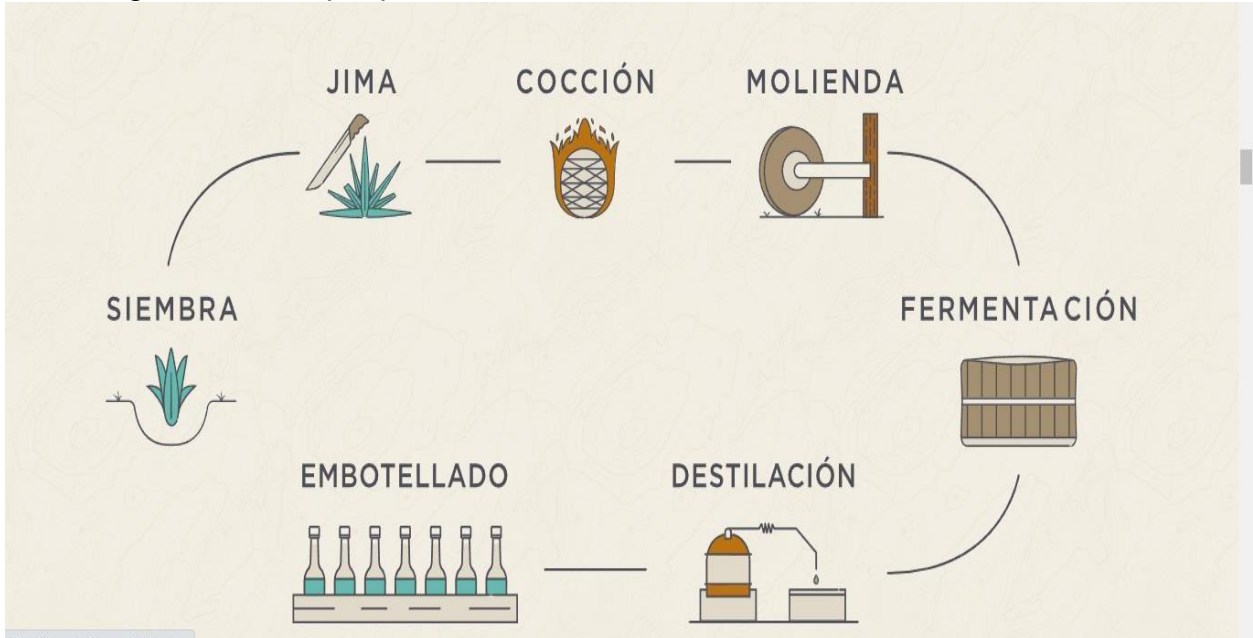 JIMA
COCCIÓN
MOLIENDA
SIEMBRA
FERMENTACIÓN
EMBOTELLADO
DESTILACIÓN